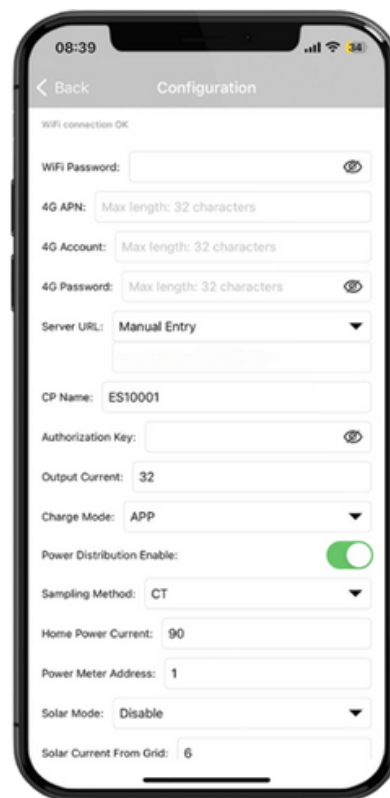 08:39
34
Back Configuration
WiFi connection OK
WiFi Password:
4G APN: Max length: 32 characters
4G Account: Max length: 32 characters
4G Password: Max length: 32 characters
Server URL: Manual Entry
CP Name: ES10001
Authorization Key:
Output Current: 32
Charge Mode: APP
Power Distribution Enable:
Sampling Method: CT
Home Power Current: 90
Power Meter Address: 1
Solar Mode: Disable
Solar Current From Grid: 6